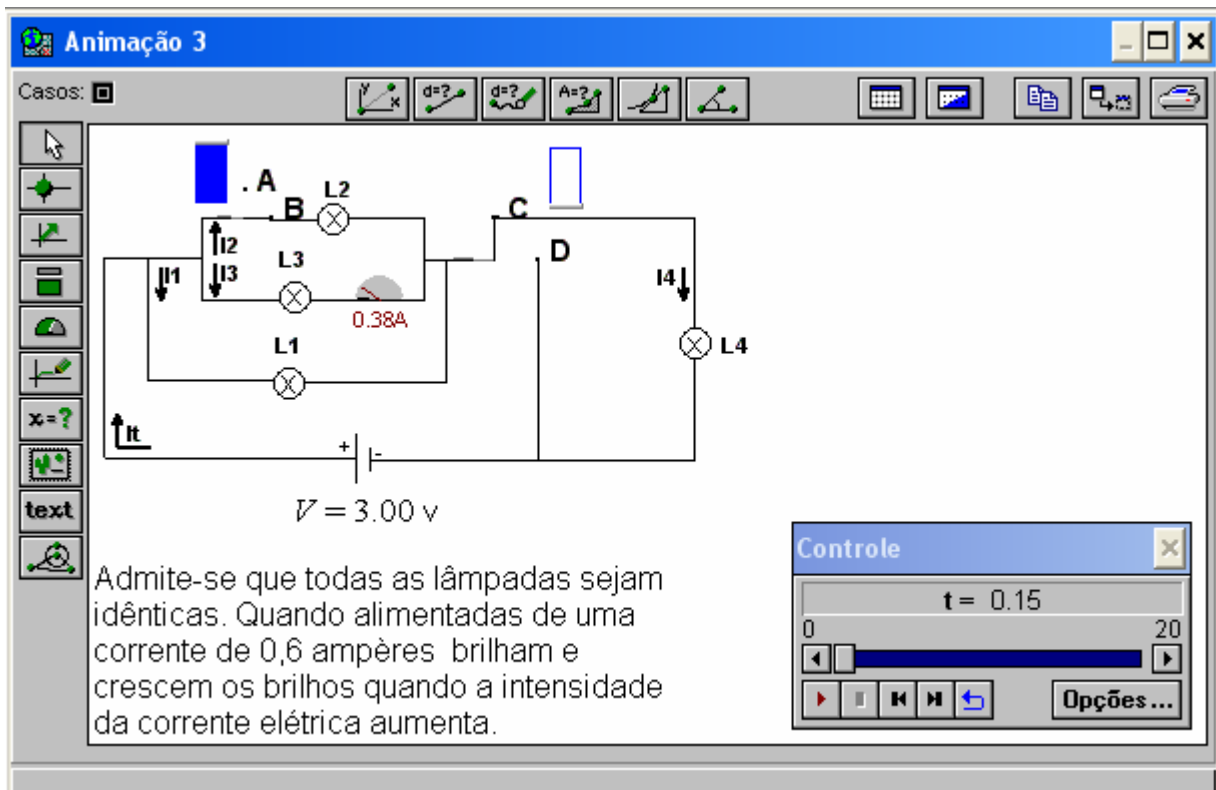 Animação 3
Casos:
y x d=? d=? A=?
. A
L2
B
C
I2
D
I1 I3 L3
I4
0.38A
L1
L4
x=?
It
+ -
text
V = 3.00 v
Controle
Admite-se que todas as lâmpadas sejam
t = 0.15
idênticas. Quando alimentadas de uma
0 20
corrente de 0,6 ampères brilham e
crescem os brilhos quando a intensidade
Opções...
da corrente elétrica aumenta.